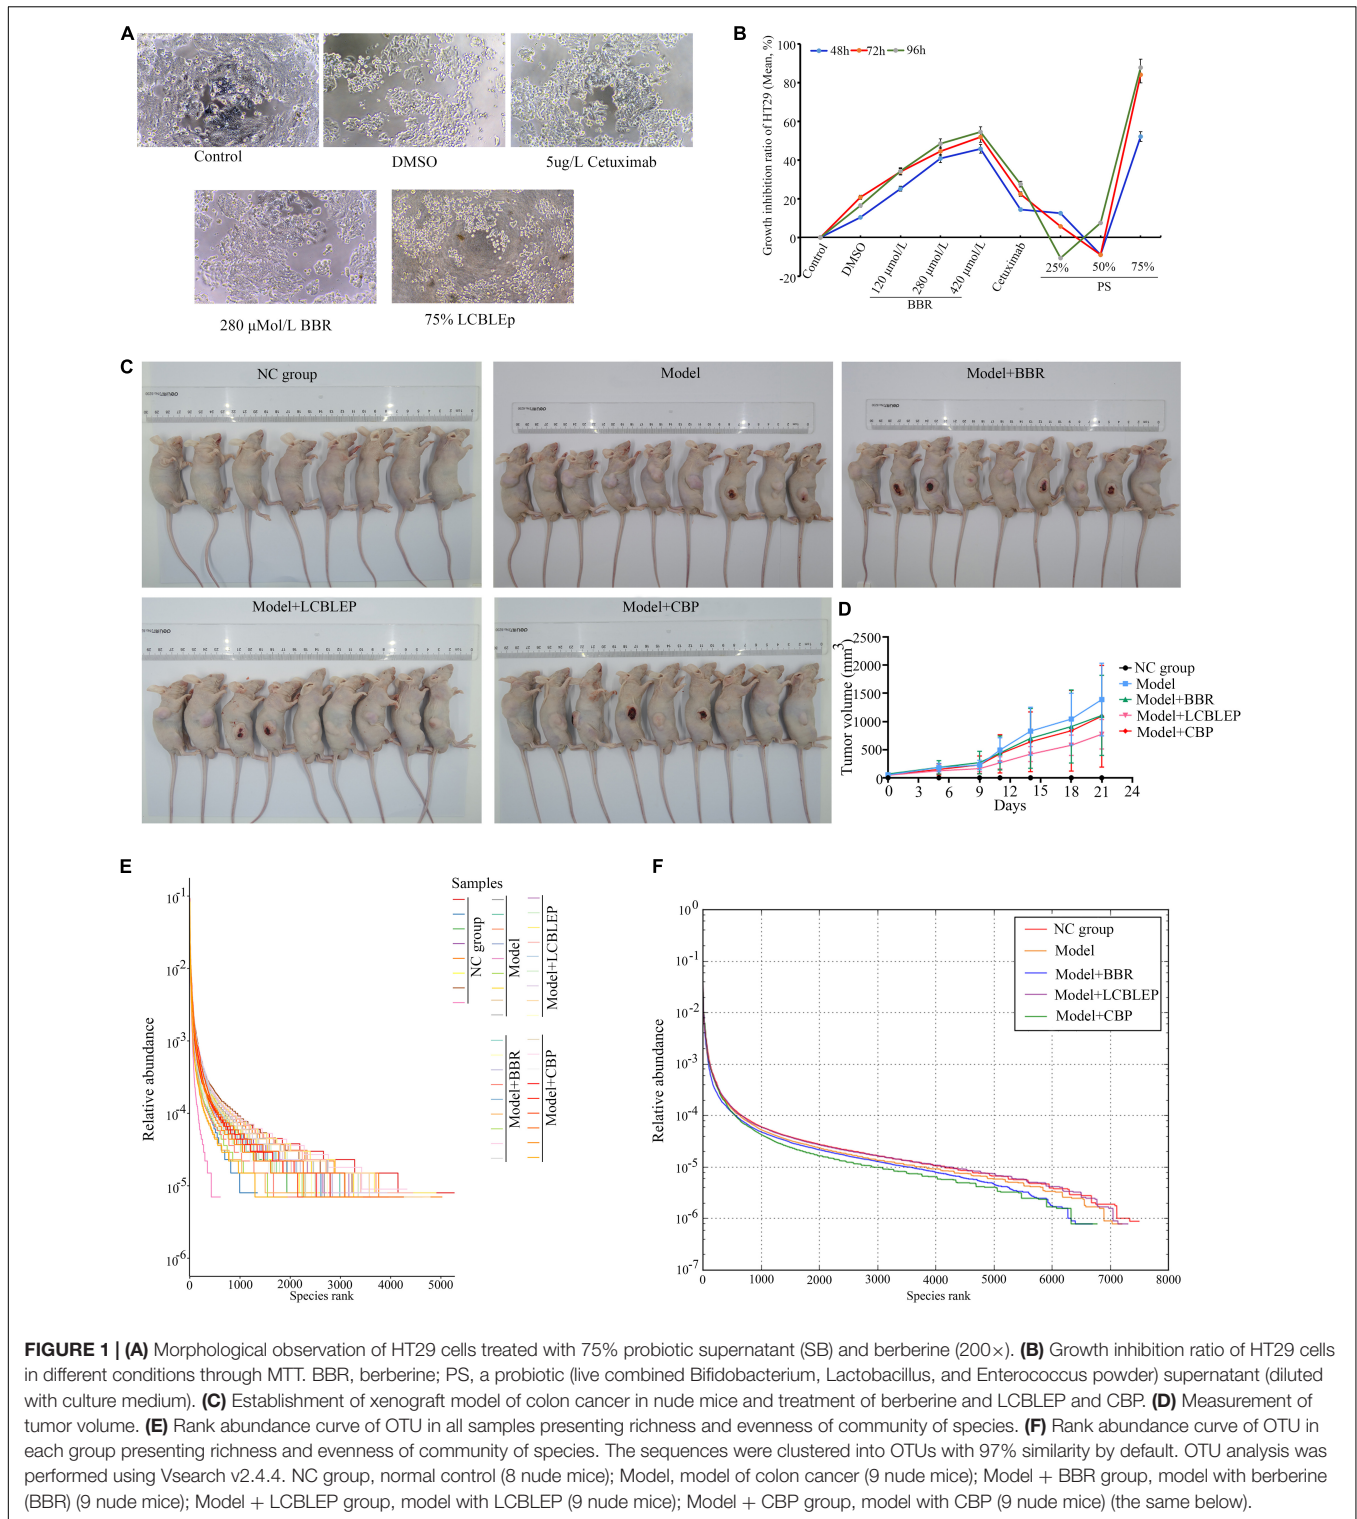 A
Control
DMSO
5ug/L Cetuximab
280 µMol/L BBR
75% LCBLEp
B
Growth inhibition ratio of HT29 (Mean, %)
100
80
60
40
20
0
-20
48h
72h
96h
Control
DMSO
120 µmol/L
280 µmol/L
420 µmol/L
BBR
Cetuximab
25%
50%
75%
PS
C
NC group
Model
Model+BBR
Model+LCBLEP
Model+CBP
D
Tumor volume (mm3)
2500
2000
1500
1000
500
0
0 3 6 9 12 15 18 21 24
Days
NC group
Model
Model+BBR
Model+LCBLEP
Model+CBP
E
Relative abundance
10-1
10-2
10-3
10-4
10-5
10-6
0 1000 2000 3000 4000 5000
Species rank
Samples
NC group
Model
Model+LCBLEP
Model+BBR
Model+CBP
F
Relative abundance
100
10-1
10-2
10-3
10-4
10-5
10-6
10-7
0 1000 2000 3000 4000 5000 6000 7000 8000
Species rank
NC group
Model
Model+BBR
Model+LCBLEP
Model+CBP
FIGURE 1 | (A) Morphological observation of HT29 cells treated with 75% probiotic supernatant (SB) and berberine (200×). (B) Growth inhibition ratio of HT29 cells
in different conditions through MTT. BBR, berberine; PS, a probiotic (live combined Bifidobacterium, Lactobacillus, and Enterococcus powder) supernatant (diluted
with culture medium). (C) Establishment of xenograft model of colon cancer in nude mice and treatment of berberine and LCBLEP and CBP. (D) Measurement of
tumor volume. (E) Rank abundance curve of OTU in all samples presenting richness and evenness of community of species. (F) Rank abundance curve of OTU in
each group presenting richness and evenness of community of species. The sequences were clustered into OTUs with 97% similarity by default. OTU analysis was
performed using Vsearch v2.4.4. NC group, normal control (8 nude mice); Model, model of colon cancer (9 nude mice); Model + BBR group, model with berberine
(BBR) (9 nude mice); Model + LCBLEP group, model with LCBLEP (9 nude mice); Model + CBP group, model with CBP (9 nude mice) (the same below).